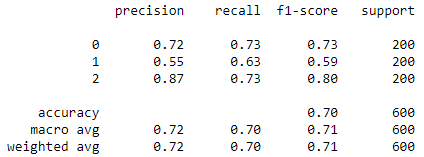 precision recall f1-score support
0 0.72 0.73 0.73 200
1 0.55 0.63 0.59 200
2 0.87 0.73 0.80 200
accuracy 0.70 600
macro avg 0.72 0.70 0.71 600
weighted avg 0.72 0.70 0.71 600